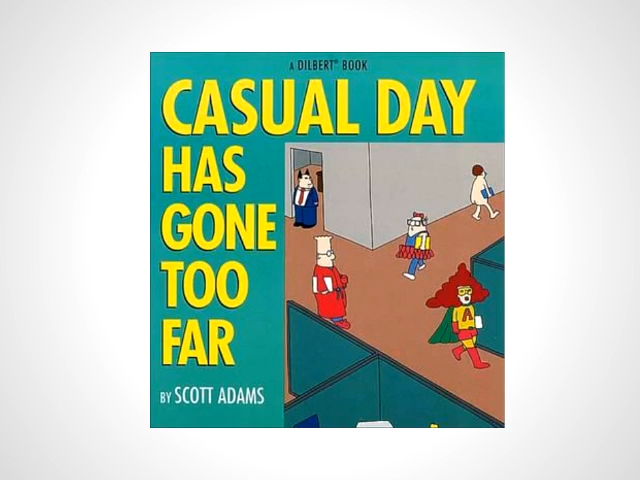 A DILBERT® BOOK
CASUAL DAY
HAS
GONE
TOO
FAR
BY SCOTT ADAMS
A